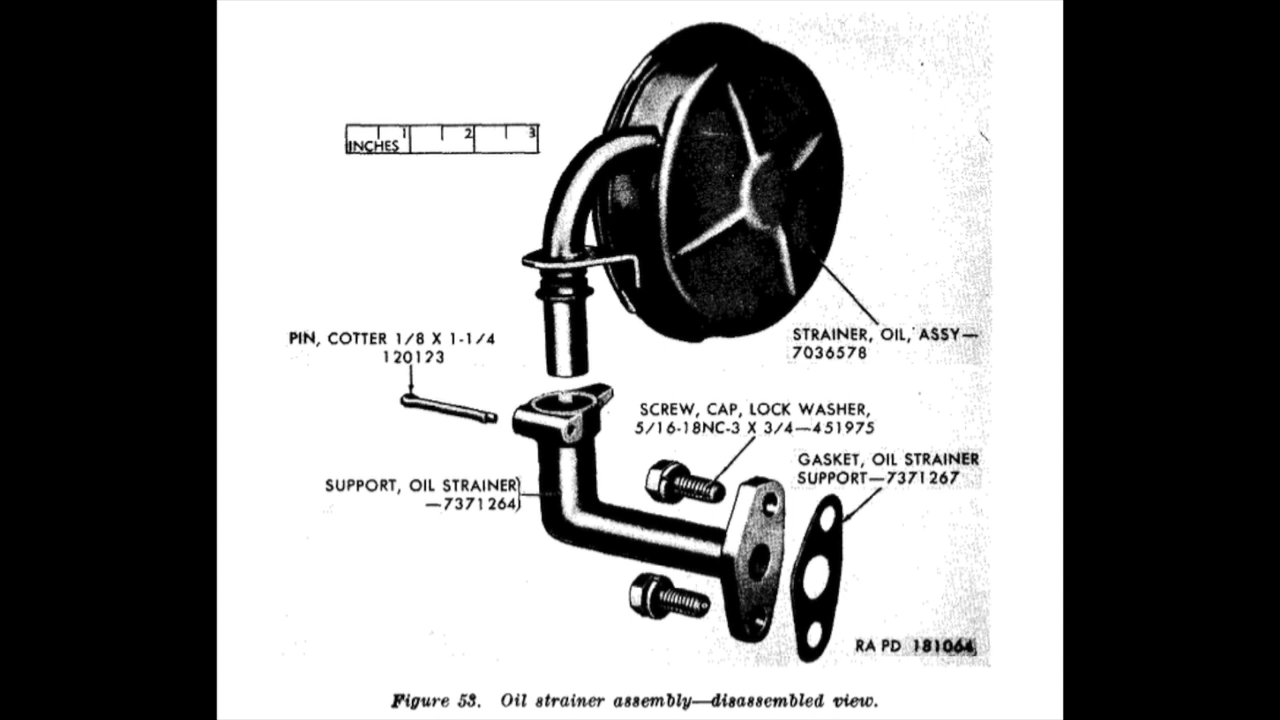 1 2 3
INCHES
PIN, COTTER 1/8 X 1-1/4
120123
STRAINER, OIL, ASSY—
7036578
SCREW, CAP, LOCK WASHER,
5/16-18NC-3 X 3/4—451975
GASKET, OIL STRAINER
SUPPORT—7371267
SUPPORT, OIL STRAINER
—7371264
RA PD 181064
Figure 53. Oil strainer assembly—disassembled view.